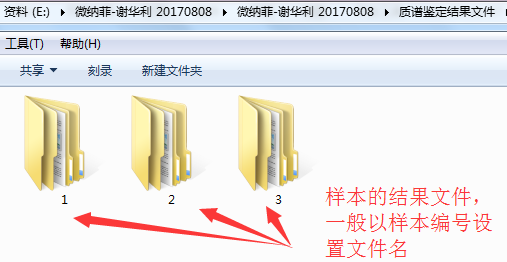 资料 (E:) ▶ 微纳菲-谢华利 20170808 ▶ 微纳菲-谢华利 20170808 ▶ 质谱鉴定结果文件
工具(T) 帮助(H)
共享 刻录 新建文件夹
1 2 3
样本的结果文件，
一般以样本编号设
置文件名